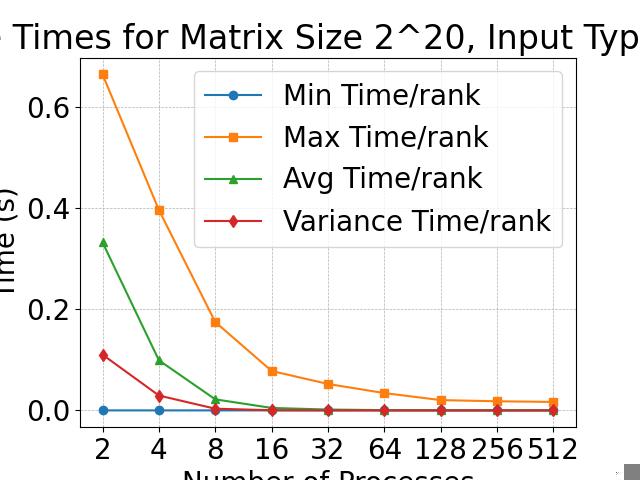 Times for Matrix Size 2^20, Input Typ
Min Time/rank
Max Time/rank
Avg Time/rank
Variance Time/rank
0.6
0.4
0.2
0.0
Time (s)
2 4 8 16 32 64 128 256 512
Number of Processes